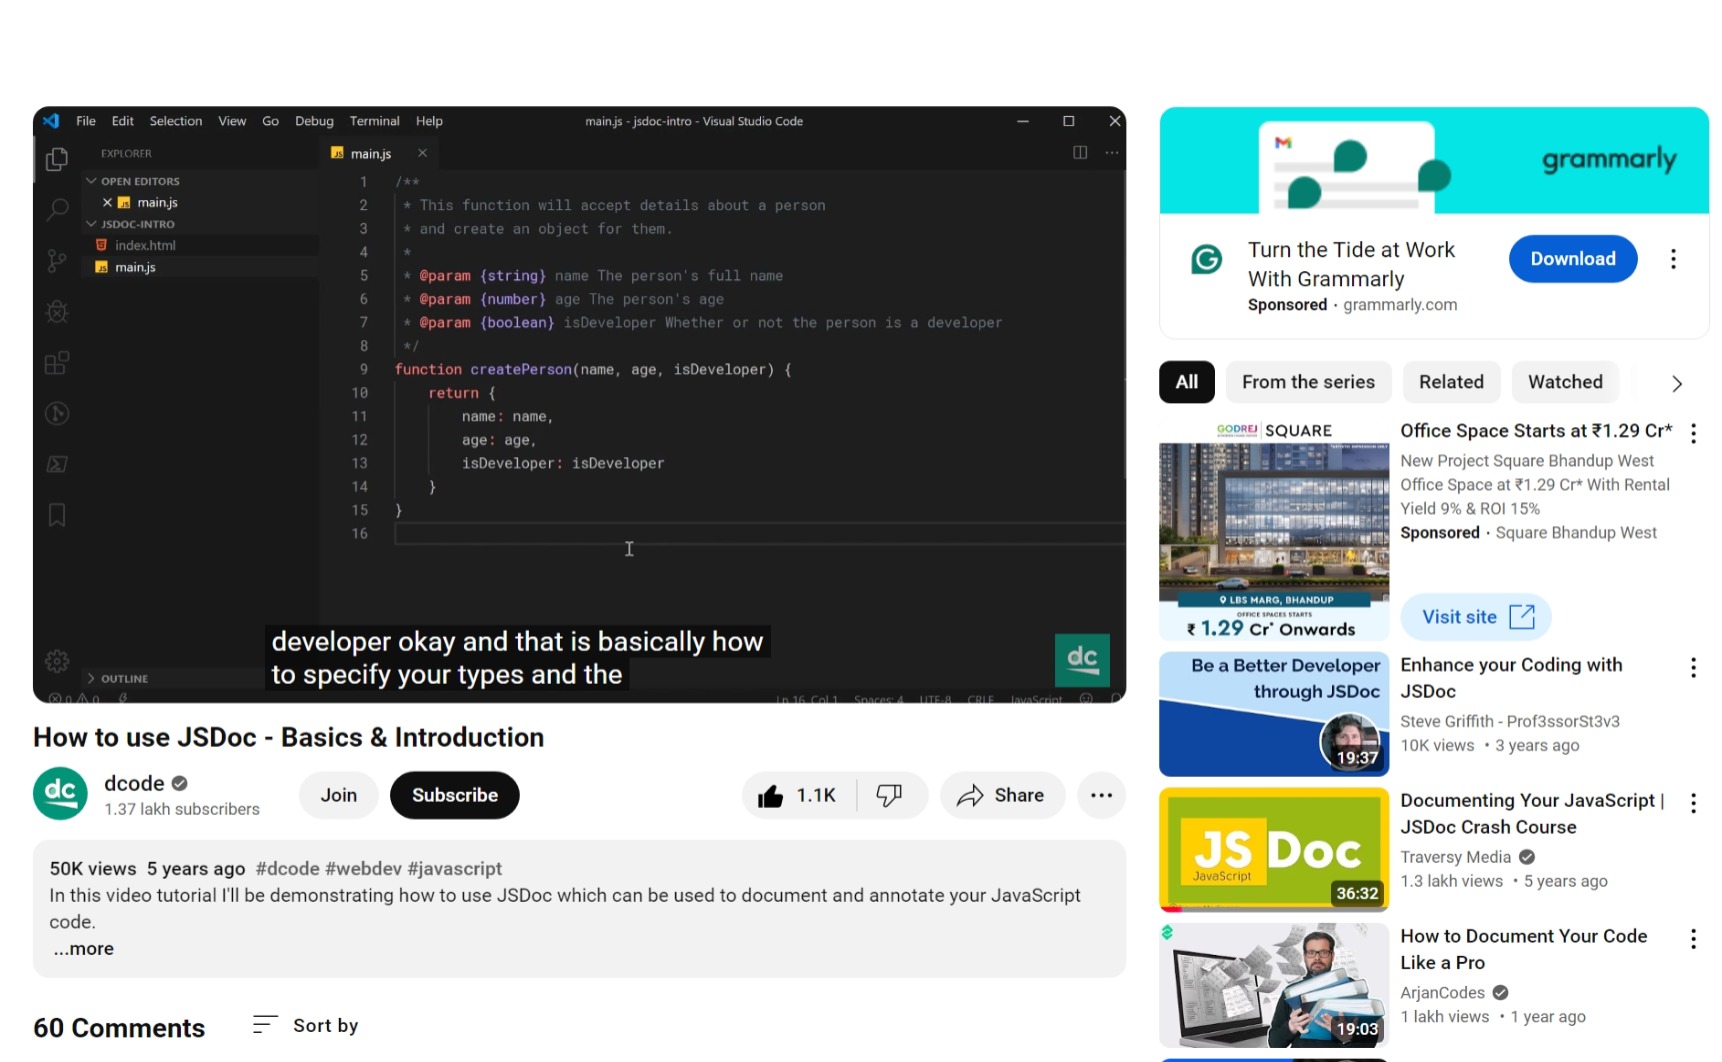 File Edit Selection View Go Debug Terminal Help
main.js - jsdoc-intro - Visual Studio Code
EXPLORER
OPEN EDITORS
JS main.js
JSDOC-INTRO
index.html
JS main.js
OUTLINE
JS main.js
1 /**
2 * This function will accept details about a person
3 * and create an object for them.
4 *
5 * @param {string} name The person's full name
6 * @param {number} age The person's age
7 * @param {boolean} isDeveloper Whether or not the person is a developer
8 */
9 function createPerson(name, age, isDeveloper) {
10 return {
11 name: name,
12 age: age,
13 isDeveloper: isDeveloper
14 }
15 }
16
developer okay and that is basically how
to specify your types and the
dc
0 0 Ln 16, Col 1 Spaces: 4 UTF-8 CRLF JavaScript
How to use JSDoc - Basics & Introduction
dc
dcode
1.37 lakh subscribers
Join
Subscribe
1.1K
Share
50K views 5 years ago #dcode #webdev #javascript
In this video tutorial I'll be demonstrating how to use JSDoc which can be used to document and annotate your JavaScript
code.
...more
60 Comments
Sort by
grammarly
Turn the Tide at Work
With Grammarly
Sponsored · grammarly.com
Download
All From the series Related Watched
GODREJ SQUARE
LBS MARG, BHANDUP
OFFICE SPACES STARTS
₹ 1.29 Cr* Onwards
Office Space Starts at ₹1.29 Cr*
New Project Square Bhandup West
Office Space at ₹1.29 Cr* With Rental
Yield 9% & ROI 15%
Sponsored · Square Bhandup West
Visit site
Be a Better Developer
through JSDoc
19:37
Enhance your Coding with
JSDoc
Steve Griffith - Prof3ssorSt3v3
10K views • 3 years ago
JS Doc
JavaScript
36:32
Documenting Your JavaScript |
JSDoc Crash Course
Traversy Media
1.3 lakh views • 5 years ago
19:03
How to Document Your Code
Like a Pro
ArjanCodes
1 lakh views • 1 year ago